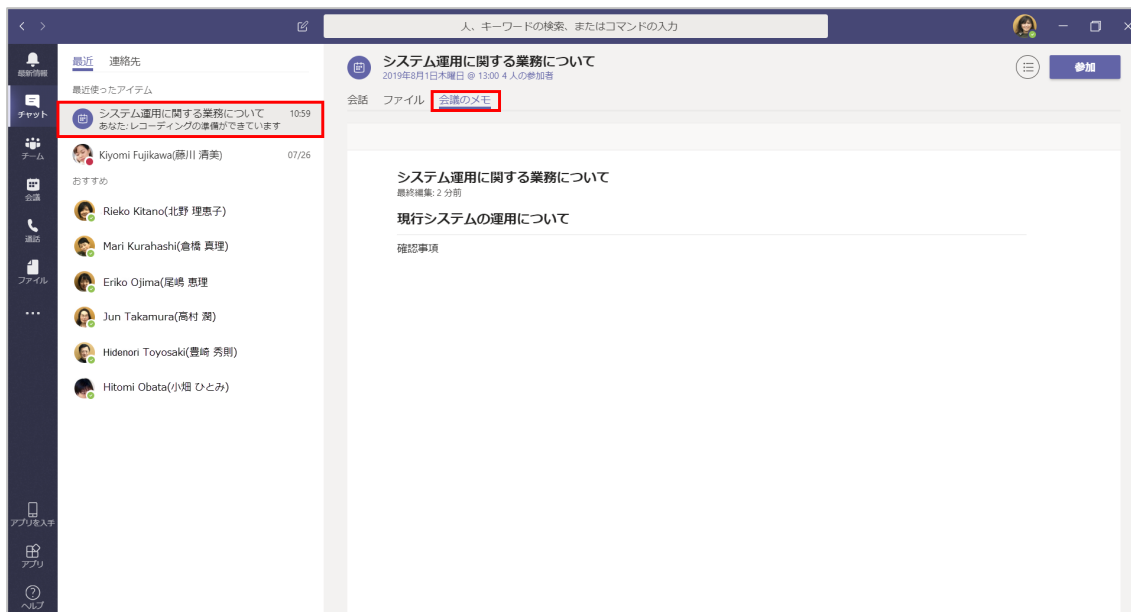 人、キーワードの検索、またはコマンドの入力
最新情報
チャット
チーム
会議
通話
ファイル
アプリを入手
アプリ
ヘルプ
最近 連絡先
最近使ったアイテム
システム運用に関する業務について 10:59
あなた: レコーディングの準備ができています
Kiyomi Fujikawa(藤川 清美) 07/26
おすすめ
Rieko Kitano(北野 理恵子)
Mari Kurahashi(倉橋 真理)
Eriko Ojima(尾嶋 恵理
Jun Takamura(高村 潤)
Hidenori Toyosaki(豊崎 秀則)
Hitomi Obata(小畑 ひとみ)
システム運用に関する業務について
2019年8月1日木曜日 @ 13:00 4 人の参加者
参加
会話 ファイル 会議のメモ
システム運用に関する業務について
最終編集: 2 分前
現行システムの運用について
確認事項